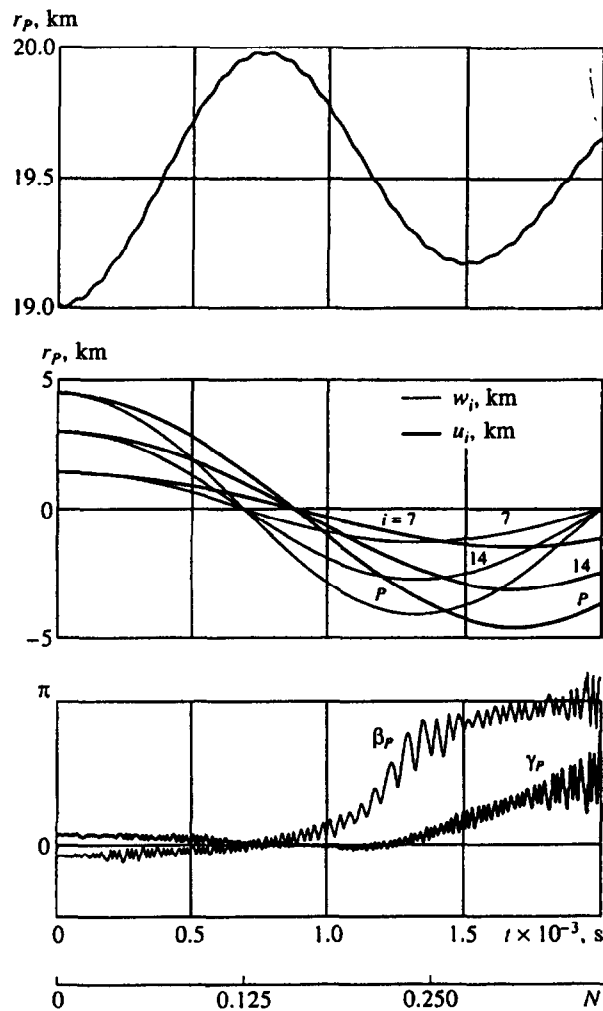 r_P, km
20.0
19.5
19.0
r_P, km
5
w_i, km
u_i, km
0
i = 7
7
14
14
P
P
−5
π
β_P
γ_P
0
0 0.5 1.0 1.5 t × 10⁻³, s
0 0.125 0.250 N